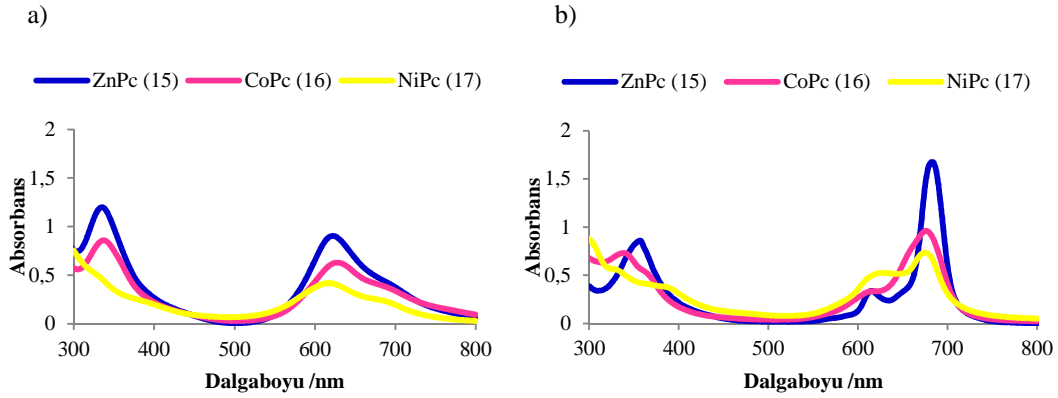 a)
ZnPc (15) CoPc (16) NiPc (17)
2
1,5
1
0,5
0
Absorbans
300 400 500 600 700 800
Dalgaboyu /nm
b)
ZnPc (15) CoPc (16) NiPc (17)
2
1,5
1
0,5
0
Absorbans
300 400 500 600 700 800
Dalgaboyu /nm